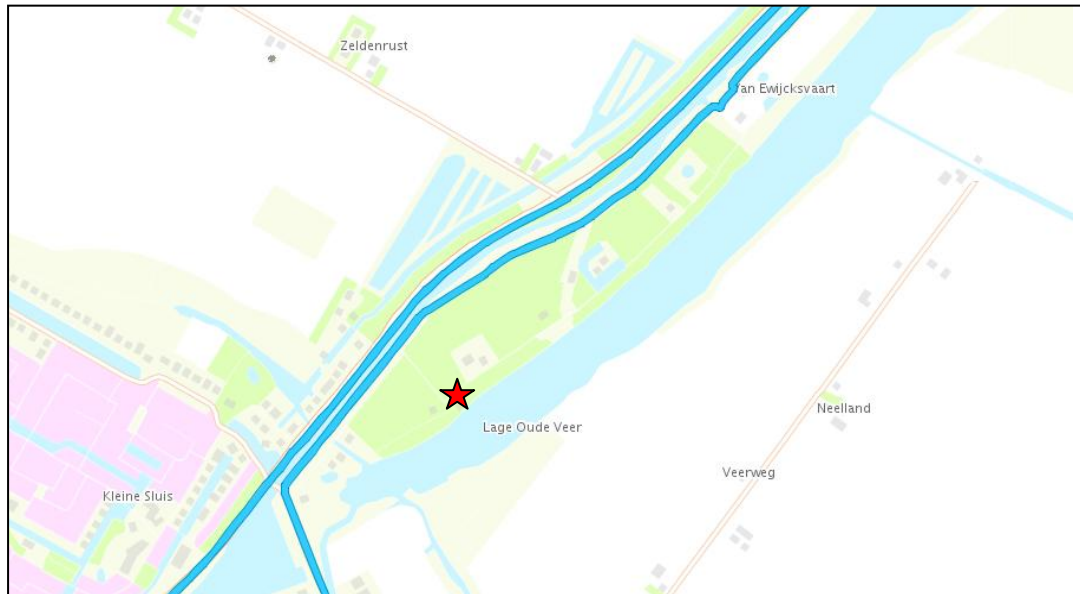 Zeldenrust
Van Ewijcksvaart
Lage Oude Veer
Neelland
Veerweg
Kleine Sluis